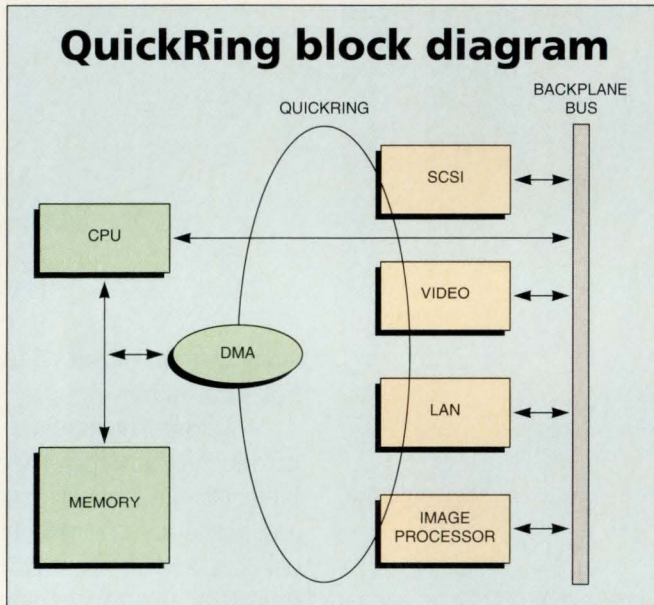 QuickRing block diagram
BACKPLANE
BUS
QUICKRING
SCSI
CPU
VIDEO
DMA
LAN
MEMORY
IMAGE
PROCESSOR